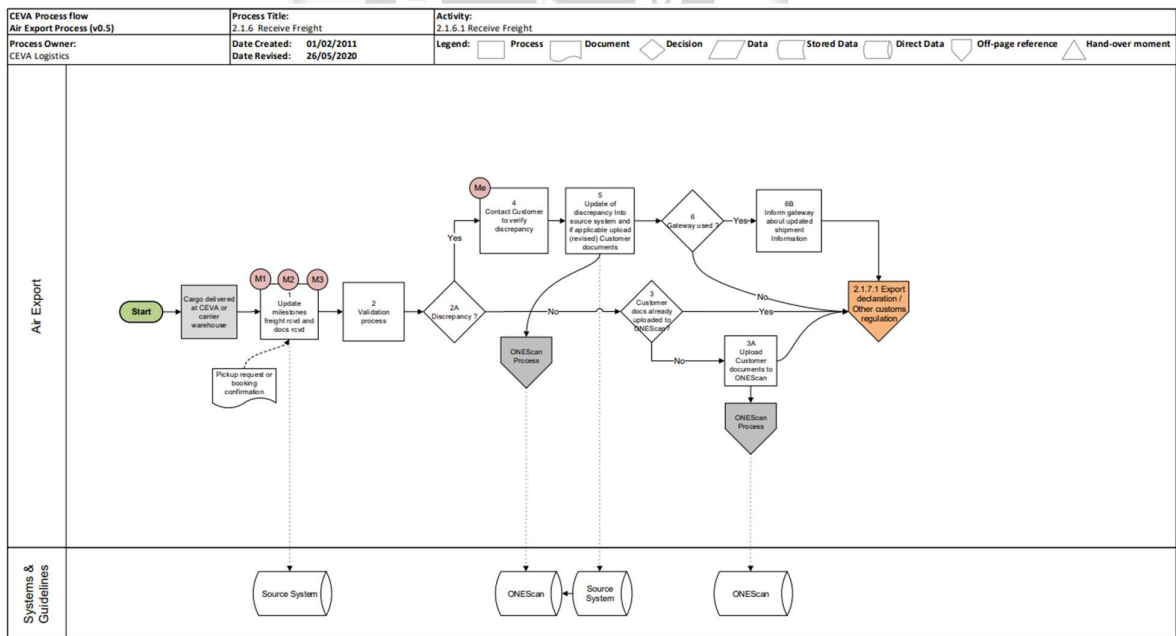 CEVA Process flow
Air Export Process (v0.5)
Process Title:
2.1.6 Receive Freight
Activity:
2.1.6.1 Receive Freight
Process Owner:
CEVA Logistics
Date Created: 01/02/2011
Date Revised: 26/05/2020
Legend:
Process
Document
Decision
Data
Stored Data
Direct Data
Off-page reference
Hand-over moment
Air Export
Start
Cargo delivered
at CEVA or
carrier
warehouse
M1
M2
M3
1
Update
milestones
freight rcvd and
docs rcvd
Pickup request or
booking
confirmation
2
Validation
process
2A
Discrepancy ?
Yes
No
Me
4
Contact Customer
to verify
discrepancy
5
Update of
discrepancy Into
source system and
if applicable upload
(revised) Customer
documents
ONEScan
Process
6
Gateway used ?
Yes
No
6B
Inform gateway
about updated
shipment
Information
3
Customer
docs already
uploaded to
ONEScan?
Yes
No
3A
Upload
Customer
documents to
ONEScan
ONEScan
Process
2.1.7.1 Export
declaration /
Other customs
regulation
Systems &
Guidelines
Source System
ONEScan
Source
System
ONEScan